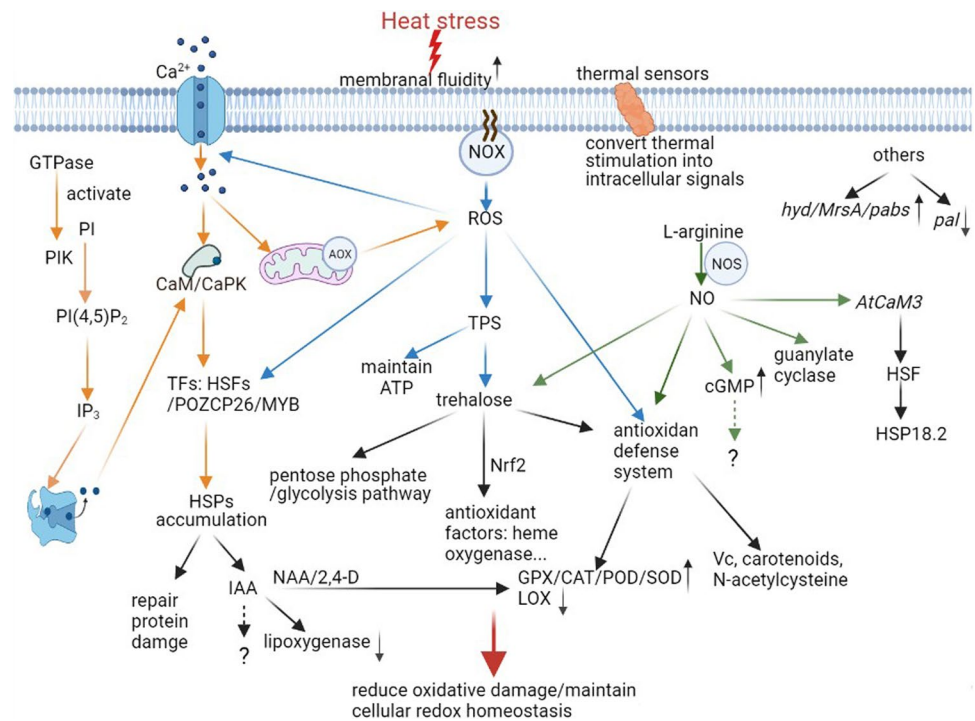 Heat stress
Ca2+
membranal fluidity
thermal sensors
NOX
convert thermal
stimulation into
intracellular signals
others
GTPase
activate
PI
PIK
PI(4,5)P2
IP3
AOX
CaM/CaPK
ROS
L-arginine
NOS
NO
hyd/MrsA/pabs
pal
AtCaM3
HSF
HSP18.2
TPS
maintain
ATP
trehalose
guanylate
cyclase
cGMP
?
TFs: HSFs
/POZCP26/MYB
antioxidan
defense
system
pentose phosphate
/glycolysis pathway
Nrf2
antioxidant
factors: heme
oxygenase...
HSPs
accumulation
repair
protein
damge
IAA
?
NAA/2,4-D
lipoxygenase
GPX/CAT/POD/SOD
LOX
Vc, carotenoids,
N-acetylcysteine
reduce oxidative damage/maintain
cellular redox homeostasis